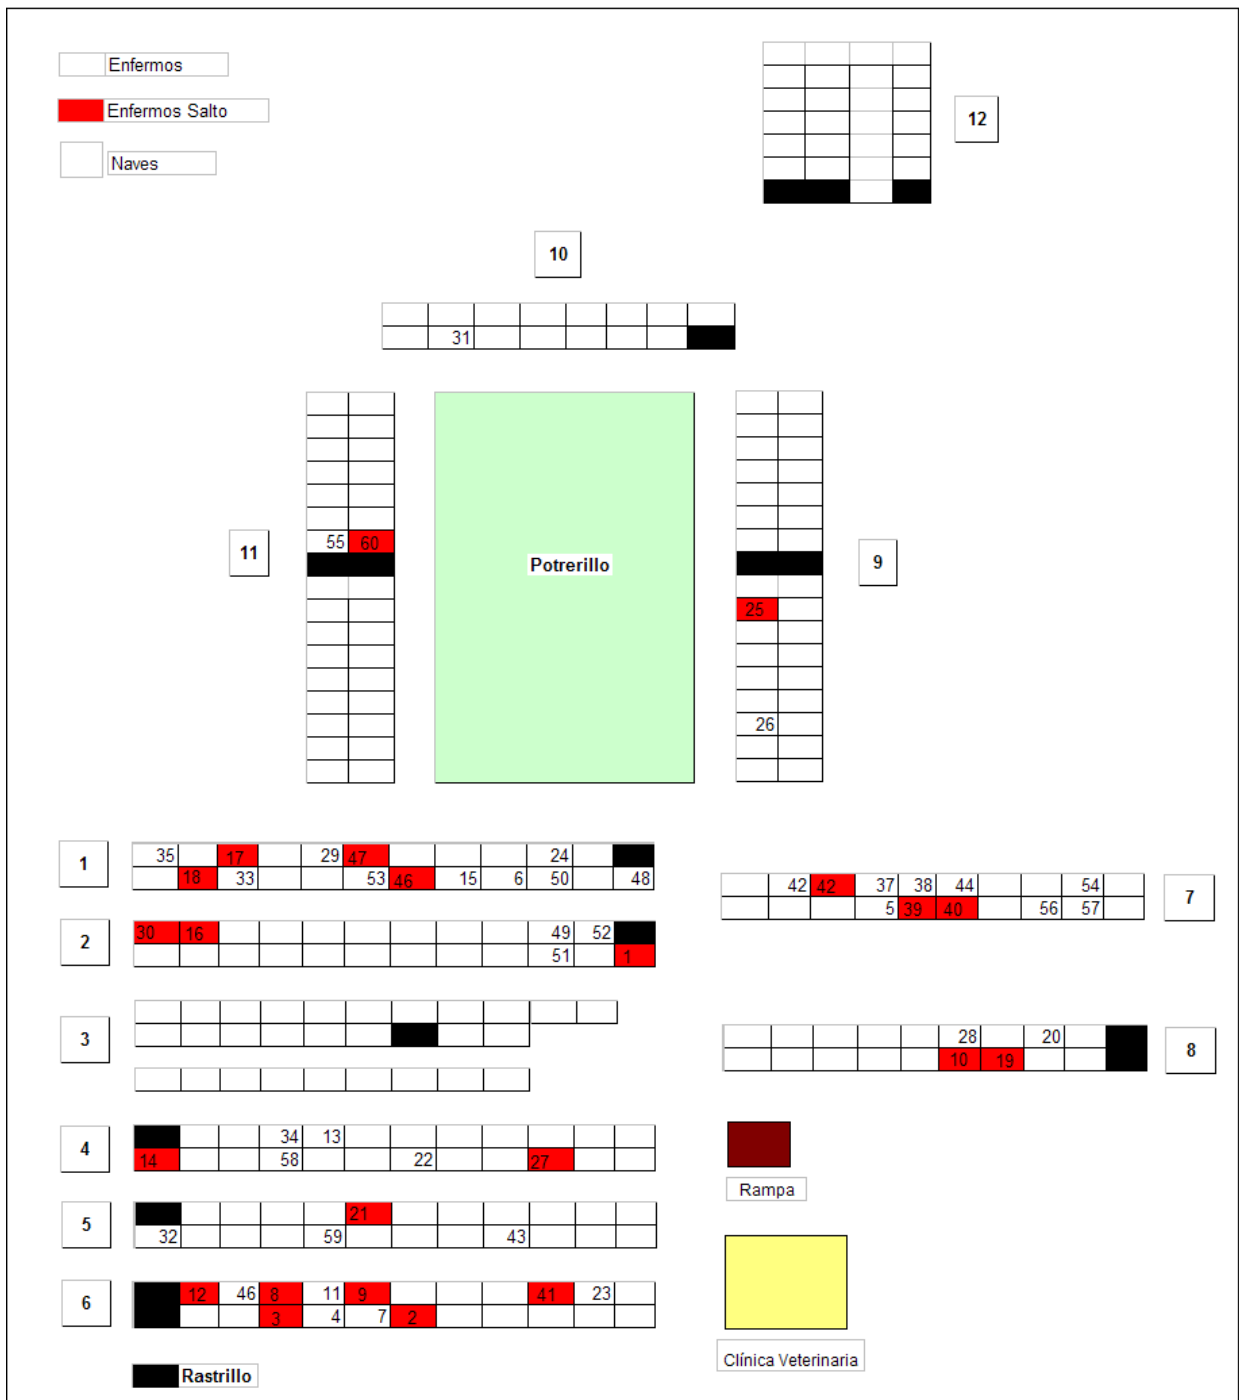 Enfermos
Enfermos Salto
Naves
12
10
31
11
55 60
Potrerillo
9
25
26
1
35 17 29 47 24
18 33 53 46 15 6 50 48
2
30 16 49 52
51 1
3
7
42 42 37 38 44 54
5 39 40 56 57
8
28 20
10 19
4
34 13
14 58 22 27
5
21
32 59 43
6
12 46 8 11 9 41 23
3 4 7 2
Rampa
Clínica Veterinaria
Rastrillo